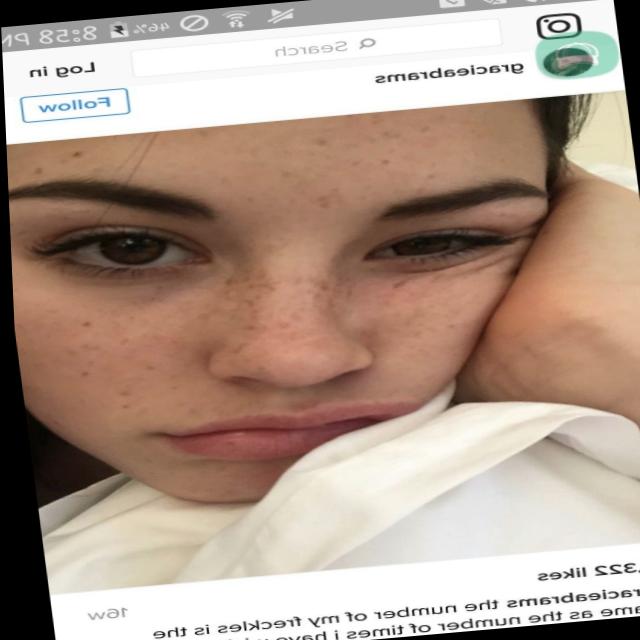 46% 8:58 PM
Search
Log in
gracieabrams
Follow
,322 likes
gracieabrams the number of my freckles is the
same as the number of times i have
16w